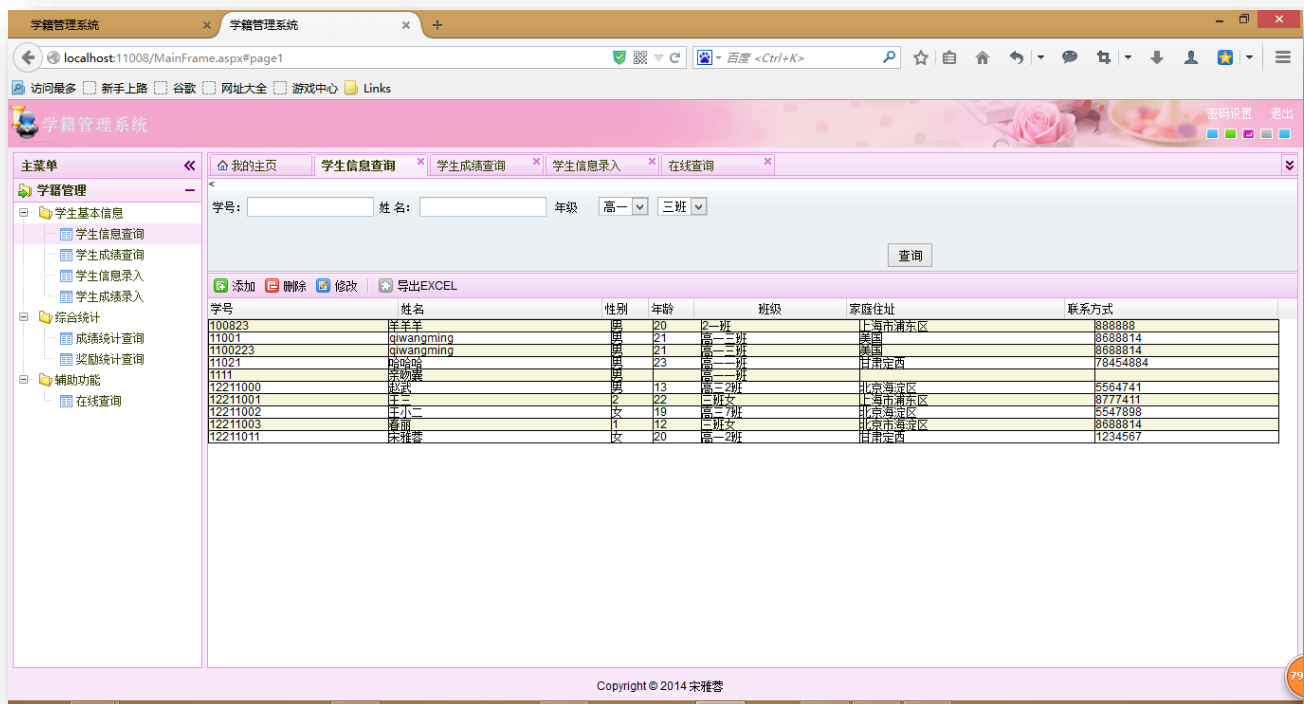 学籍管理系统 × 学籍管理系统 × +
localhost:11008/MainFrame.aspx#page1 百度 <Ctrl+K>
访问最多 新手上路 谷歌 网址大全 游戏中心 Links
学籍管理系统 密码设置 退出
主菜单 « 我的主页 学生信息查询 × 学生成绩查询 × 学生信息录入 × 在线查询 ×
学籍管理
<
学号: 姓 名: 年级 高一 三班
学生基本信息
学生信息查询
学生成绩查询
学生信息录入
学生成绩录入
综合统计
成绩统计查询
奖励统计查询
辅助功能
在线查询
查询
添加 删除 修改 导出EXCEL
学号 姓名 性别 年龄 班级 家庭住址 联系方式
100823 羊羊羊 男 20 2一班 上海市浦东区 888888
11001 qiwangming 男 21 高一三班 美国 8688814
1100223 qiwangming 男 21 高一三班 美国 8688814
11021 哈哈哈 男 23 高一一班 甘肃定西 78454884
1111 亲吻囊 男 高一一班
12211000 赵武 男 13 高三2班 北京海淀区 5564741
12211001 王三 2 22 三班女 上海市浦东区 8777411
12211002 王小二 女 19 高三7班 北京海淀区 5547898
12211003 春丽 1 12 三班女 北京市海淀区 8688814
12211011 宋雅蓉 女 20 高一2班 甘肃定西 1234567
79
Copyright © 2014 宋雅蓉